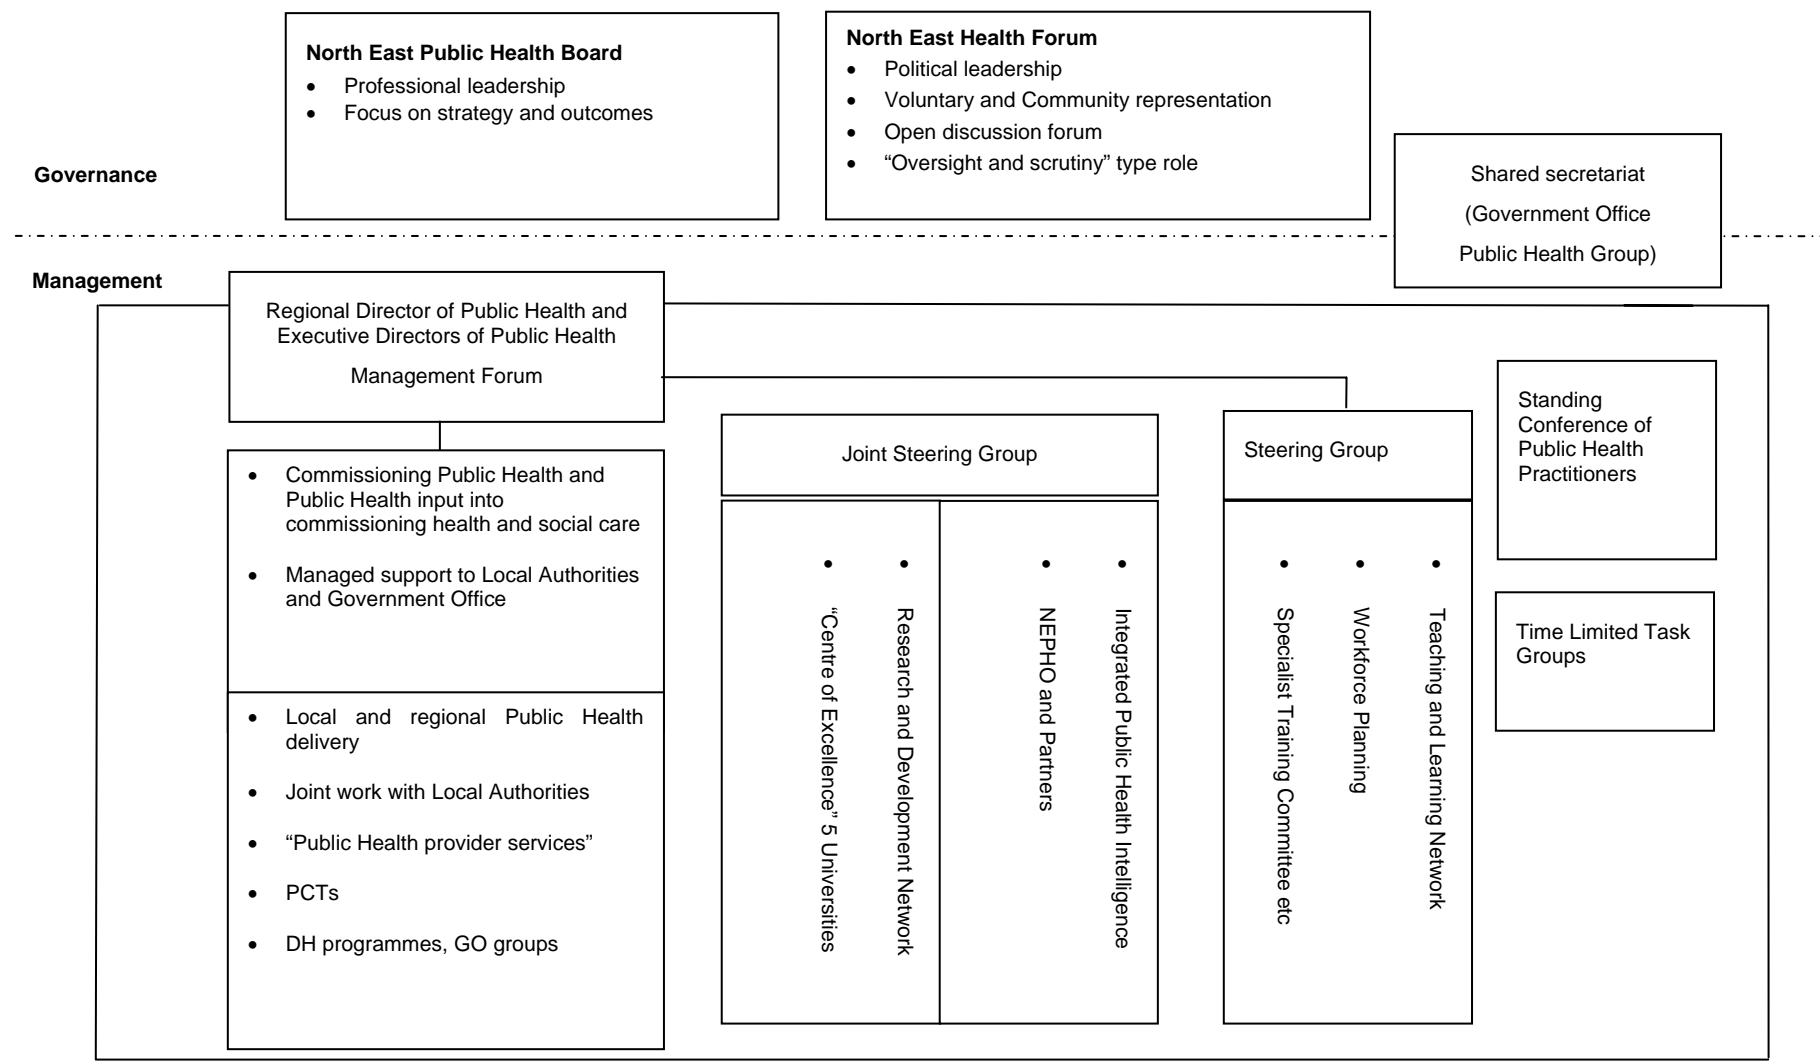 North East Public Health Board
• Professional leadership
• Focus on strategy and outcomes
North East Health Forum
• Political leadership
• Voluntary and Community representation
• Open discussion forum
• “Oversight and scrutiny” type role
Governance
Shared secretariat
(Government Office
Public Health Group)
Management
Regional Director of Public Health and
Executive Directors of Public Health
Management Forum
• Commissioning Public Health and
Public Health input into
commissioning health and social care
• Managed support to Local Authorities
and Government Office
• Local and regional Public Health
delivery
• Joint work with Local Authorities
• “Public Health provider services”
• PCTs
• DH programmes, GO groups
Joint Steering Group
• Research and Development Network
• “Centre of Excellence” 5 Universities
• Integrated Public Health Intelligence
• NEPHO and Partners
Steering Group
• Teaching and Learning Network
• Workforce Planning
• Specialist Training Committee etc
Standing
Conference of
Public Health
Practitioners
Time Limited Task
Groups